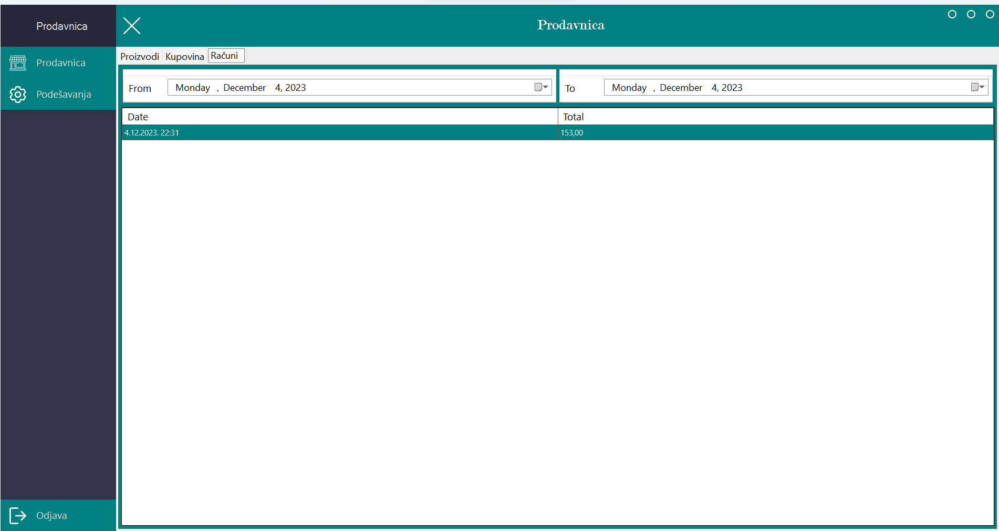 Prodavnica
Prodavnica
Prodavnica
Podešavanja
Odjava
Proizvodi Kupovina Računi
From Monday , December 4, 2023
To Monday , December 4, 2023
Date Total
4.12.2023. 22:31 153,00